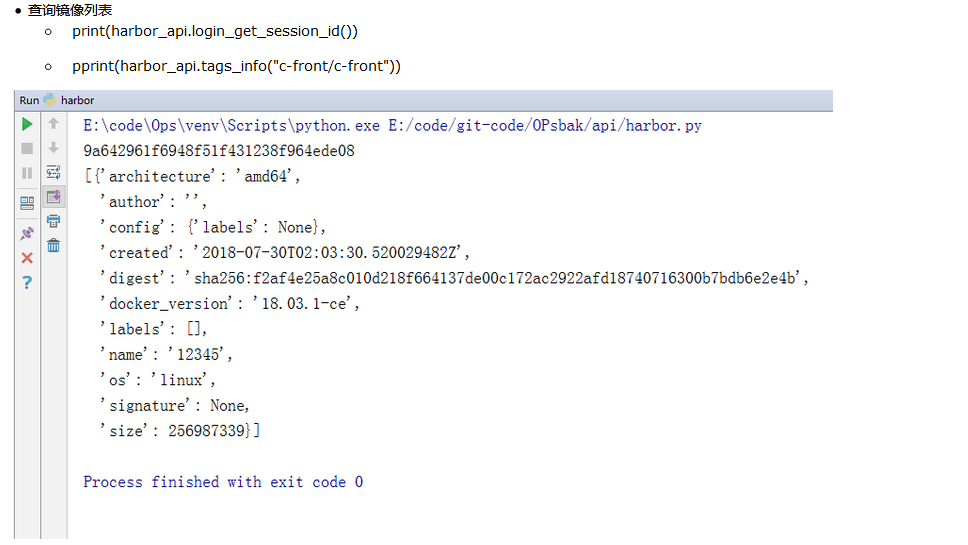 查询镜像列表
print(harbor_api.login_get_session_id())
pprint(harbor_api.tags_info("c-front/c-front"))
Run harbor
E:\code\Ops\venv\Scripts\python.exe E:/code/git-code/OPsbak/api/harbor.py
9a642961f6948f51f431238f964ede08
[{'architecture': 'amd64',
'author': '',
'config': {'labels': None},
'created': '2018-07-30T02:03:30.520029482Z',
'digest': 'sha256:f2af4e25a8c010d218f664137de00c172ac2922afd18740716300b7bdb6e2e4b',
'docker_version': '18.03.1-ce',
'labels': [],
'name': '12345',
'os': 'linux',
'signature': None,
'size': 256987339}]
Process finished with exit code 0